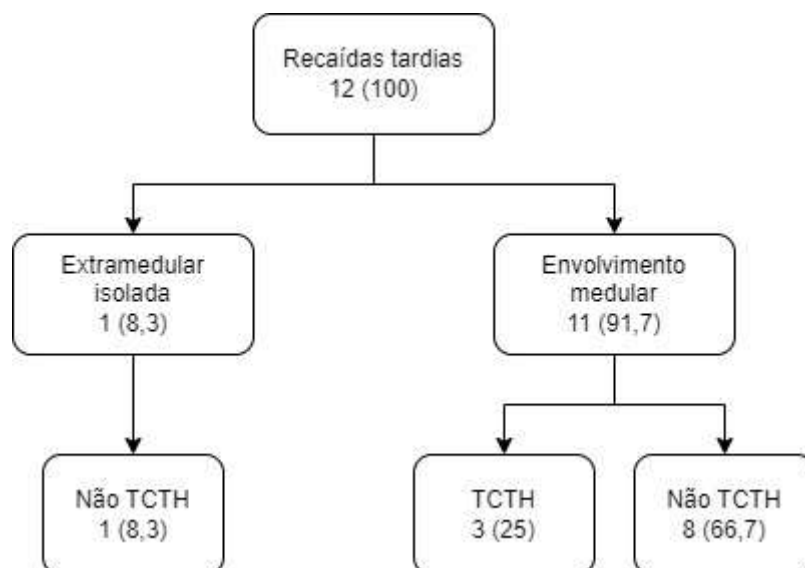 Recaídas tardias
12 (100)
Extramedular
isolada
1 (8,3)
Envolvimento
medular
11 (91,7)
Não TCTH
1 (8,3)
TCTH
3 (25)
Não TCTH
8 (66,7)